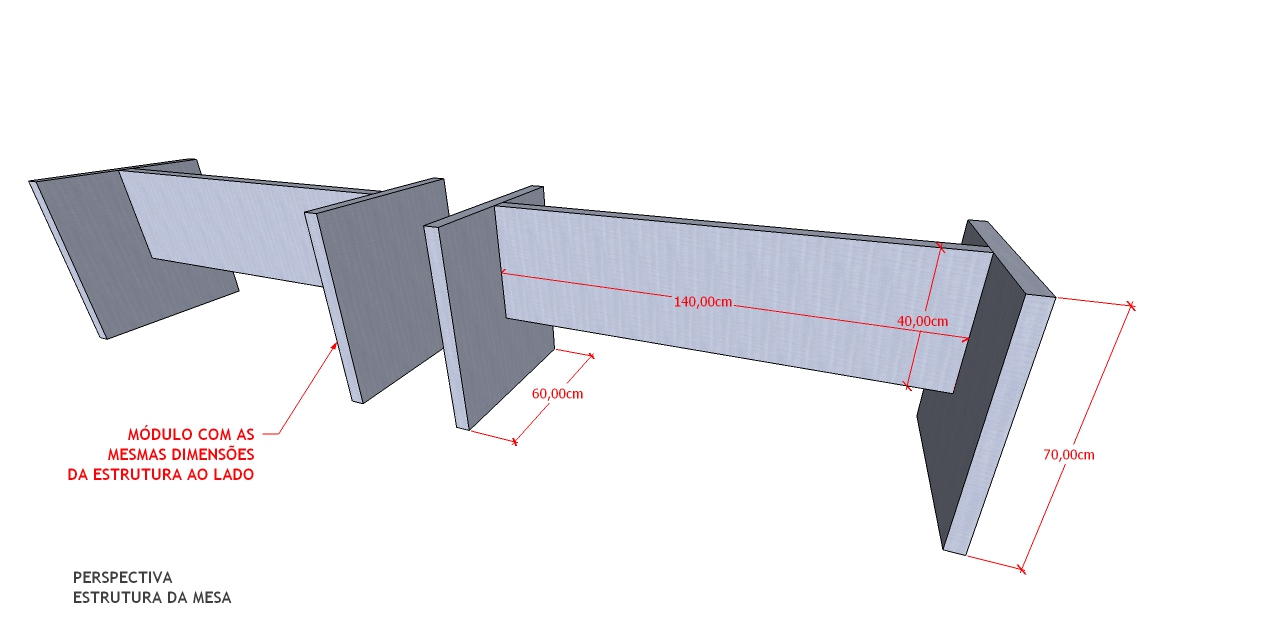 140,00cm
40,00cm
60,00cm
70,00cm
MÓDULO COM AS
MESMAS DIMENSÕES
DA ESTRUTURA AO LADO
PERSPECTIVA
ESTRUTURA DA MESA